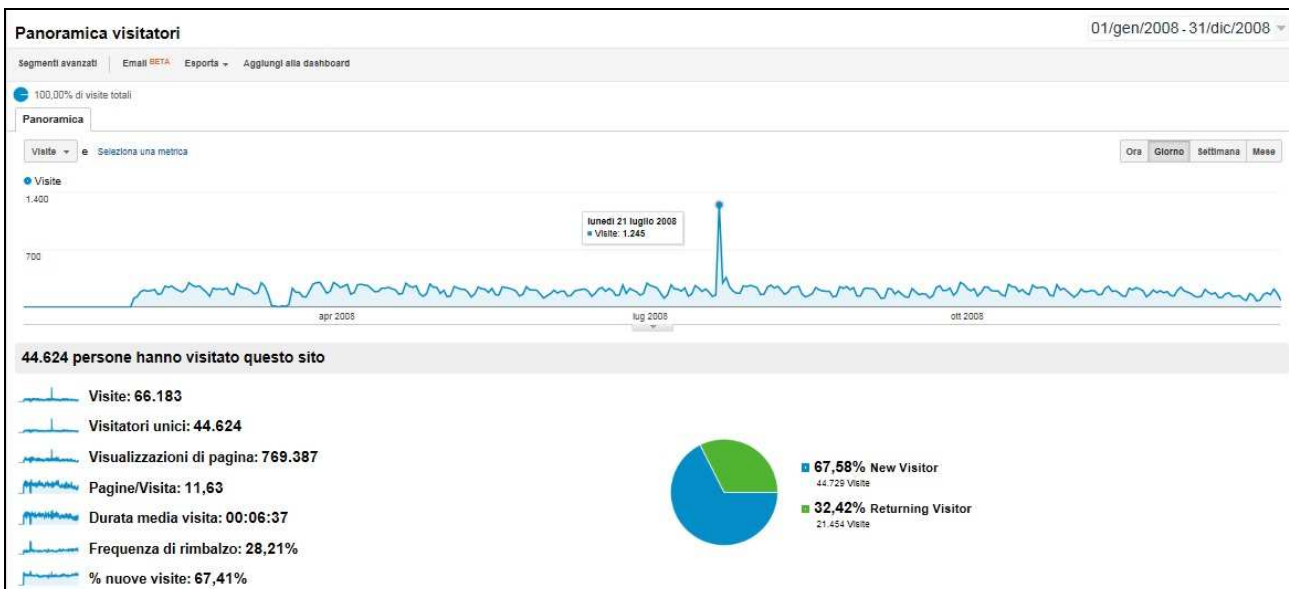 Panoramica visitatori
01/gen/2008 - 31/dic/2008
Segmenti avanzati Email BETA Esporta Aggiungi alla dashboard
100,00% di visite totali
Panoramica
Visite e Seleziona una metrica
Ora Giorno Settimana Mese
Visite
1.400
lunedì 21 luglio 2008
Visite: 1.245
700
apr 2008 lug 2008 ott 2008
44.624 persone hanno visitato questo sito
Visite: 66.183
Visitatori unici: 44.624
Visualizzazioni di pagina: 769.387
Pagine/Visita: 11,63
Durata media visita: 00:06:37
Frequenza di rimbalzo: 28,21%
% nuove visite: 67,41%
67,58% New Visitor
44.729 Visite
32,42% Returning Visitor
21.454 Visite